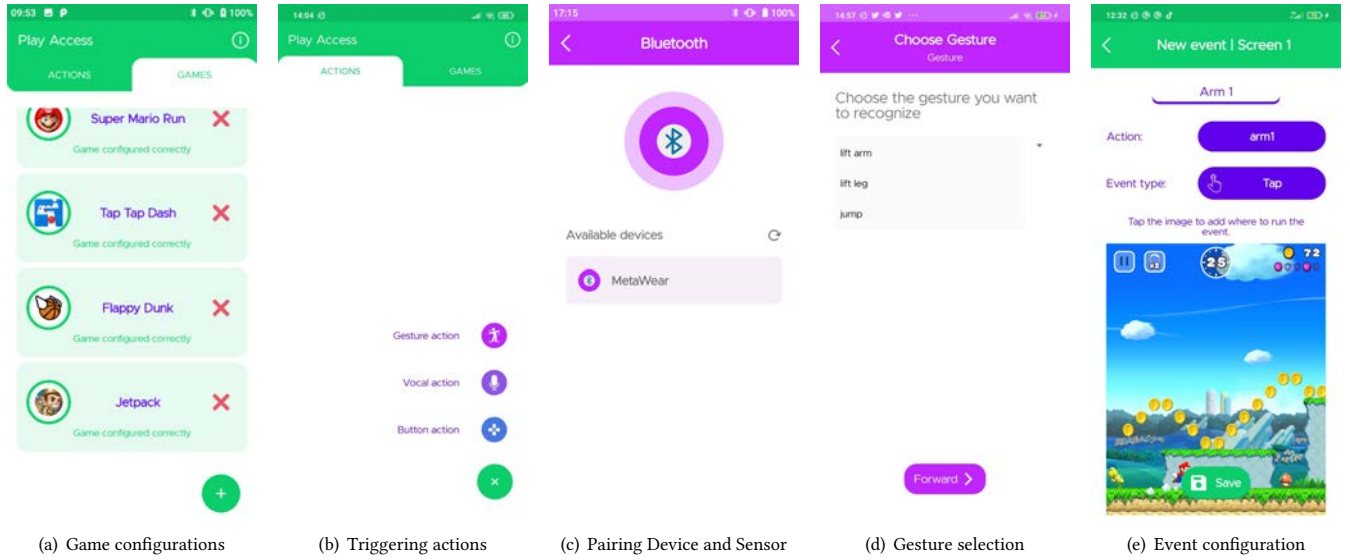 09:53 100%
Play Access
ACTIONS GAMES
Super Mario Run
Game configured correctly
Tap Tap Dash
Game configured correctly
Flappy Dunk
Game configured correctly
Jetpack
Game configured correctly
+
(a) Game configurations
14:04
Play Access
ACTIONS GAMES
Gesture action
Vocal action
Button action
(b) Triggering actions
17:15 100%
Bluetooth
Available devices
MetaWear
(c) Pairing Device and Sensor
14:57
Choose Gesture
Gesture
Choose the gesture you want
to recognize
lift arm
lift leg
jump
Forward
(d) Gesture selection
12:32
New event | Screen 1
Arm 1
Action: arm1
Event type: Tap
Tap the image to add where to run the
event.
25 72
x2
Save
(e) Event configuration